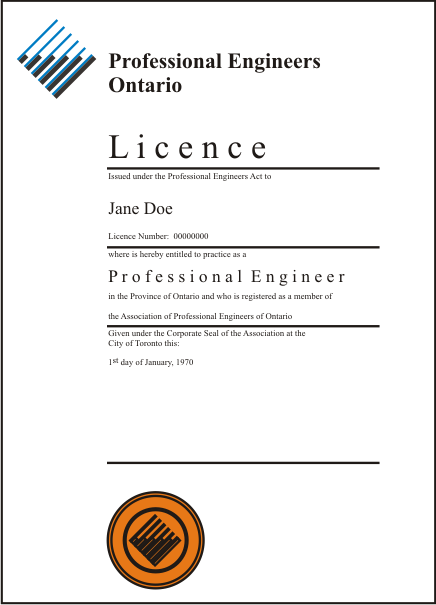 Professional Engineers
Ontario
Licence
Issued under the Professional Engineers Act to
Jane Doe
Licence Number: 00000000
where is hereby entitled to practice as a
Professional Engineer
in the Province of Ontario and who is registered as a member of
the Association of Professional Engineers of Ontario
Given under the Corporate Seal of the Association at the
City of Toronto this:
1st day of January, 1970